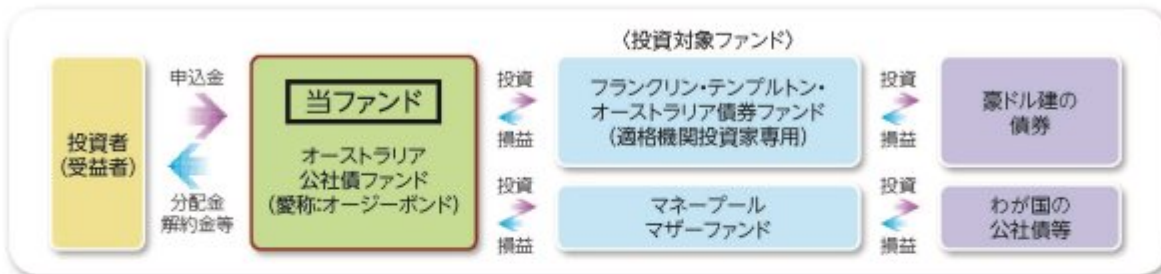 〈投資対象ファンド〉
投資者
(受益者)
申込金
分配金
解約金等
当ファンド
オーストラリア
公社債ファンド
(愛称:オージーボンド)
投資
損益
フランクリン・テンプルトン・
オーストラリア債券ファンド
(適格機関投資家専用)
投資
損益
豪ドル建の
債券
投資
損益
マネープール
マザーファンド
投資
損益
わが国の
公社債等